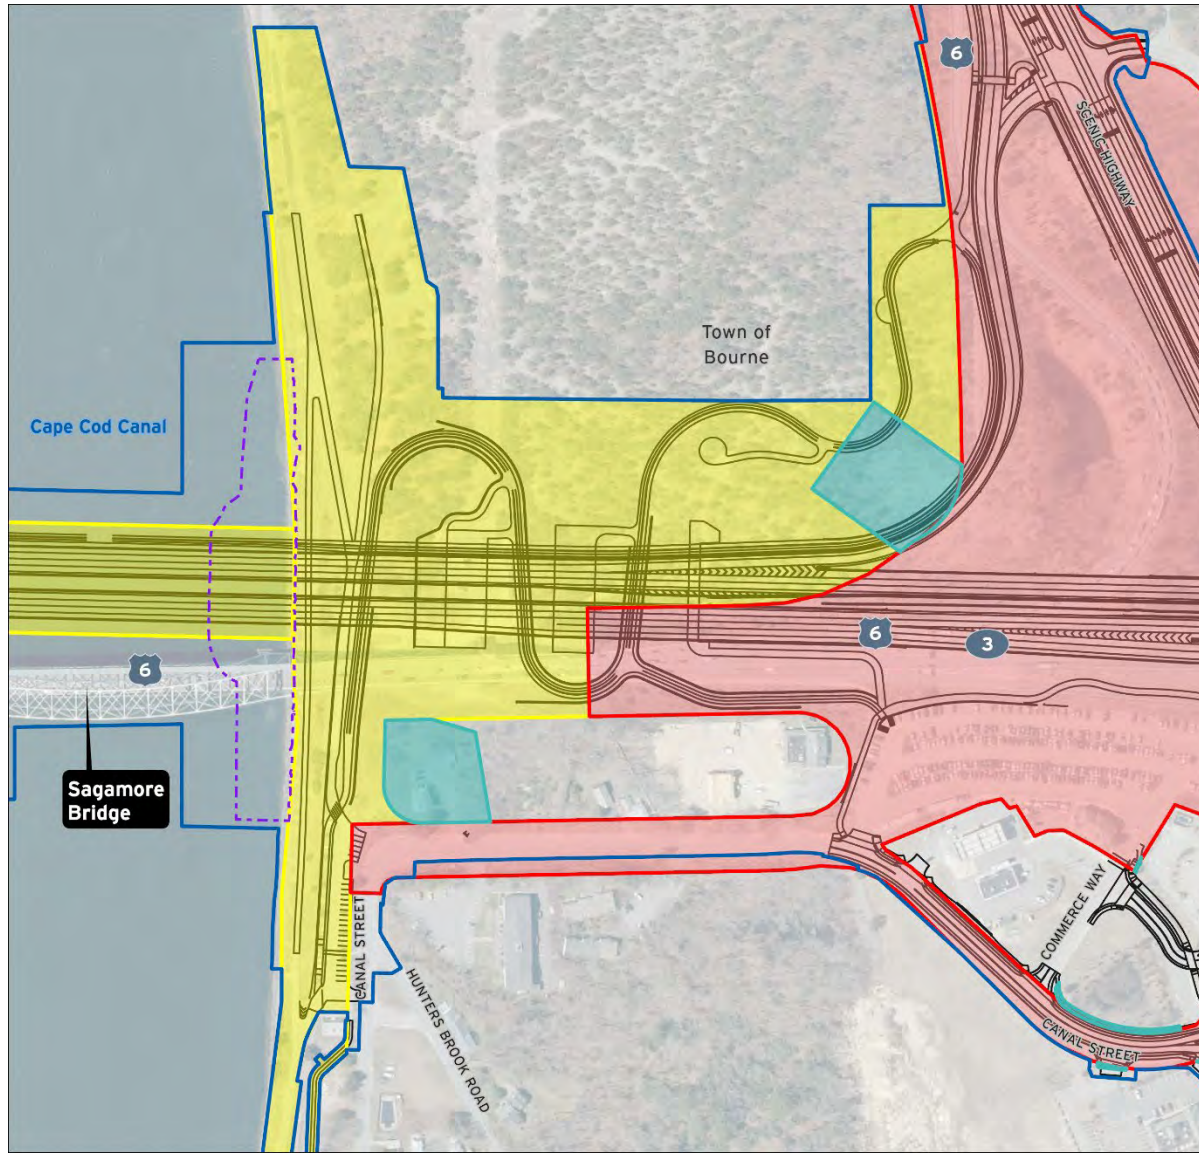 6
SCENIC HIGHWAY
Town of
Bourne
Cape Cod Canal
6
3
6
Sagamore
Bridge
COMMERCE WAY
CANAL STREET
HUNTERS BROOK ROAD
CANAL STREET